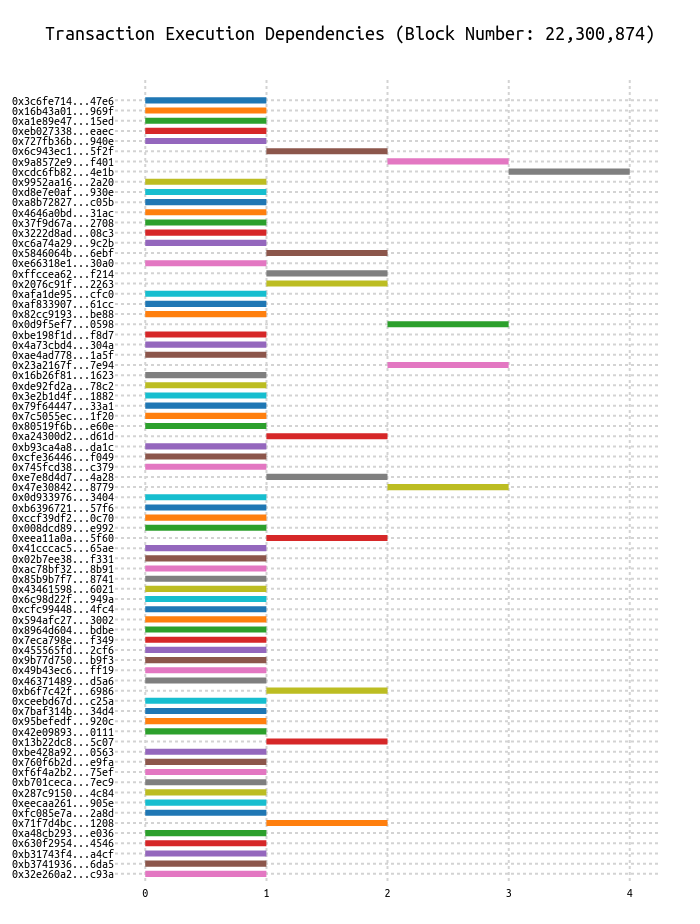 Transaction Execution Dependencies (Block Number: 22,300,874)
0x3c6fe714...47e6
0x16b43a01...969f
0xa1e89e47...15ed
0xeb027338...eaec
0x727fb36b...940e
0x6c943ec1...5f2f
0x9a8572e9...f401
0xcdc6fb82...4e1b
0x9952aa16...2a20
0xd8e7e0af...930e
0xa8b72827...c05b
0x4646a0bd...31ac
0x37f9d67a...2708
0x3222d8ad...08c3
0xc6a74a29...9c2b
0x5846064b...6ebf
0xe66318e1...30a0
0xffccea62...f214
0x2076c91f...2263
0xafa1de95...cfc0
0xaf833907...61cc
0x82cc9193...be88
0x0d9f5ef7...0598
0xbe198f1d...f8d7
0x4a73cbd4...304a
0xae4ad778...1a5f
0x23a2167f...7e94
0x16b26f81...1623
0xde92fd2a...78c2
0x3e2b1d4f...1882
0x79f64447...33a1
0x7c5055ec...1f20
0x80519f6b...e60e
0xa24300d2...d61d
0xb93ca4a8...da1c
0xcfe36446...f049
0x745fcd38...c379
0xe7e8d4d7...4a28
0x47e30842...8779
0x0d933976...3404
0xb6396721...57f6
0xccf39df2...0c70
0x008dcd89...e992
0xeea11a0a...5f60
0x41cccac5...65ae
0x02b7ee38...f331
0xac78bf32...8b91
0x85b9b7f7...8741
0x43461598...6021
0x6c98d22f...949a
0xcfc99448...4fc4
0x594afc27...3002
0x8964d604...bdbe
0x7eca798e...f349
0x455565fd...2cf6
0x9b77d750...b9f3
0x49b43ec6...ff19
0x46371489...d5a6
0xb6f7c42f...6986
0xceebd67d...c25a
0x7baf314b...34d4
0x95befedf...920c
0x42e09893...0111
0x13b22dc8...5c07
0xbe428a92...0563
0x760f6b2d...e9fa
0xf6f4a2b2...75ef
0xb701ceca...7ec9
0x287c9150...4c84
0xeecaa261...905e
0xfc085e7a...2a8d
0x71f7d4bc...1208
0xa48cb293...e036
0x630f2954...4546
0xb31743f4...a4cf
0xb3741936...6da5
0x32e260a2...c93a
0 1 2 3 4